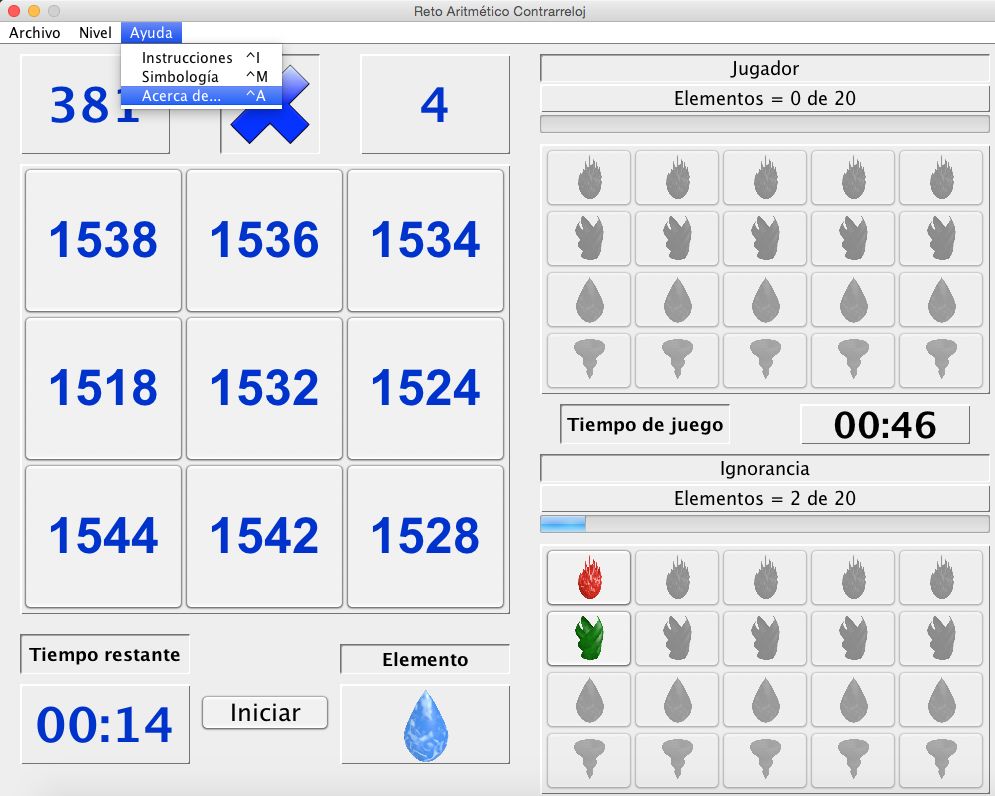 Reto Aritmético Contrarreloj
Archivo Nivel Ayuda
Instrucciones ^I
Simbología ^M
Acerca de... ^A
381 4
1538 1536 1534
1518 1532 1524
1544 1542 1528
Tiempo restante
00:14
Iniciar
Elemento
Jugador
Elementos = 0 de 20
Tiempo de juego 00:46
Ignorancia
Elementos = 2 de 20